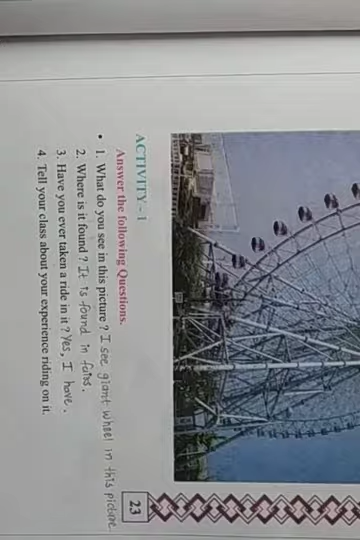 23
ACTIVITY - 1
Answer the following Questions.
• 1. What do you see in this picture ? I see giant wheel in this picture.
2. Where is it found ? It is found in fairs.
3. Have you ever taken a ride in it ? Yes, I have.
4. Tell your class about your experience riding on it.